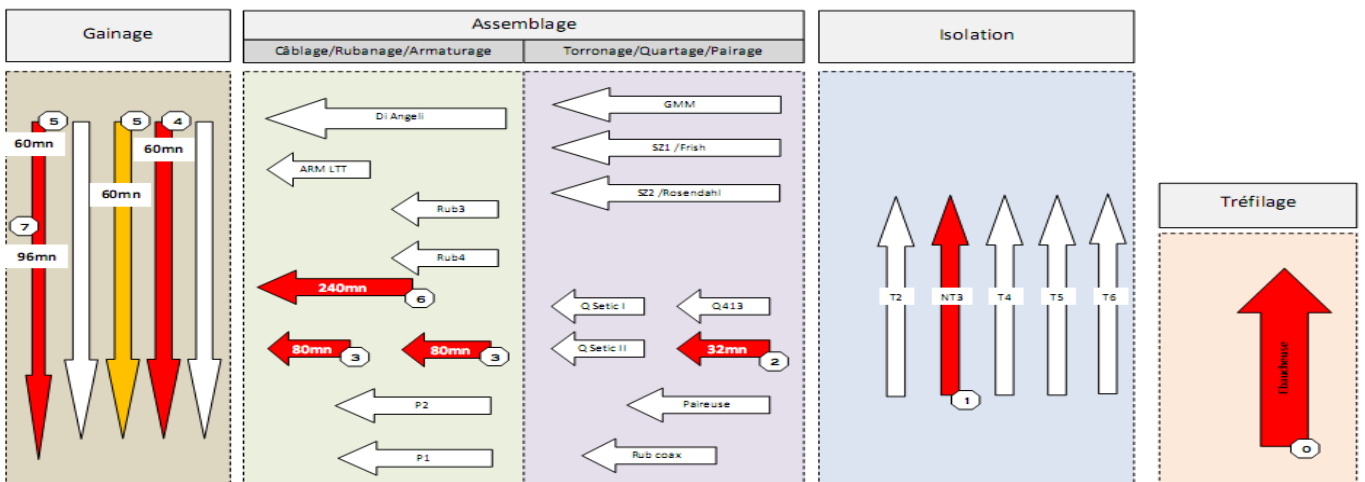 Gainage
Assemblage
Câblage/Rubanage/Armaturage
Torronage/Quartage/Pairage
Isolation
Tréfilage
5
5
4
60mn
60mn
60mn
7
96mn
Di Angeli
ARM LTT
Rub3
Rub4
240mn
6
80mn
3
80mn
3
P2
P1
GMM
SZ1 /Frish
SZ2 /Rosendahl
Q Setic I
Q413
Q Setic II
32mn
2
Paireuse
Rub coax
T2
NT3
T4
T5
T6
1
Ebaucheuse
0